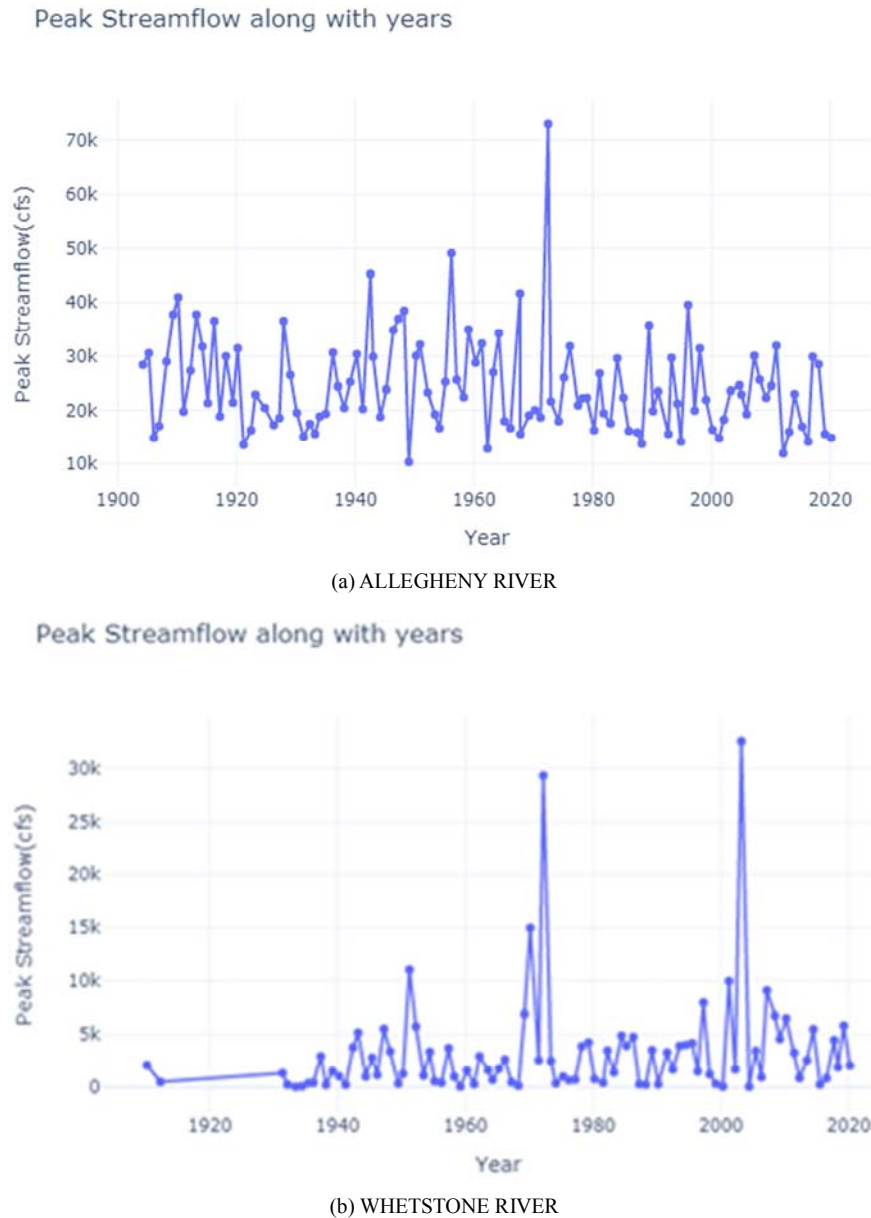 Peak Streamflow along with years
70k
60k
50k
40k
30k
20k
10k
Peak Streamflow(cfs)
1900 1920 1940 1960 1980 2000 2020
Year
(a) ALLEGHENY RIVER
Peak Streamflow along with years
30k
25k
20k
15k
10k
5k
0
Peak Streamflow(cfs)
1920 1940 1960 1980 2000 2020
Year
(b) WHETSTONE RIVER